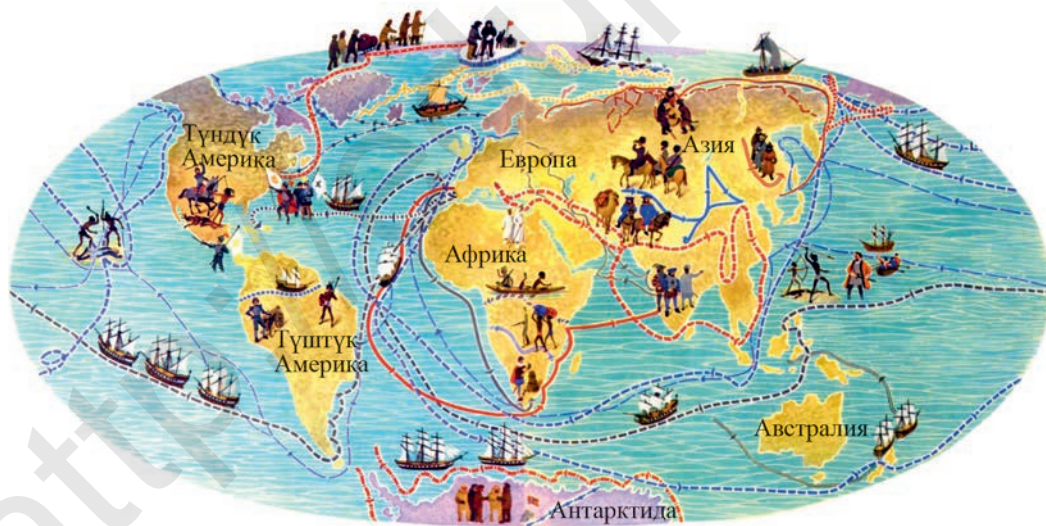 Түндүк
Америка
Европа
Азия
Африка
Түштүк
Америка
Австралия
Антарктида